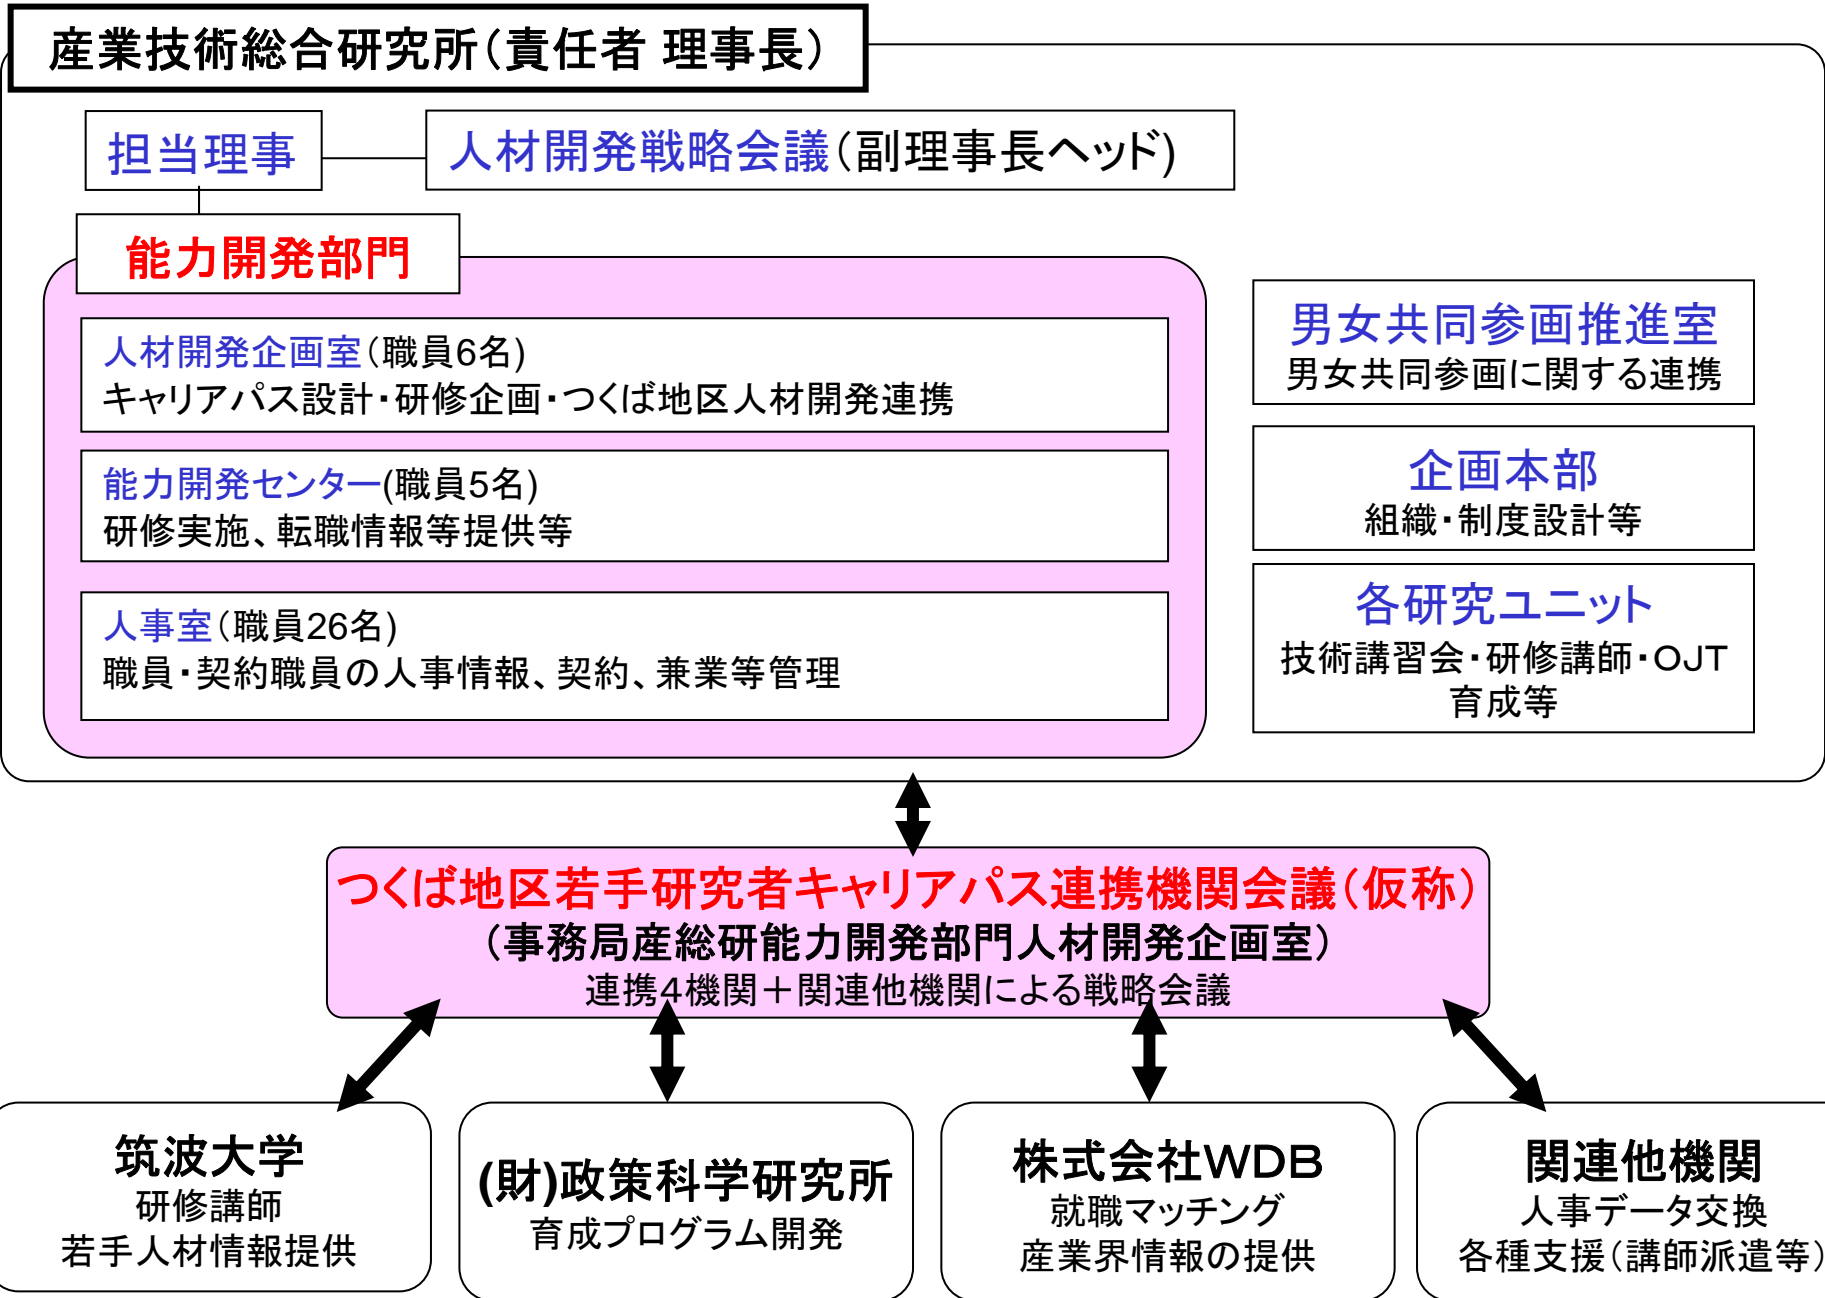 産業技術総合研究所（責任者 理事長）
担当理事
人材開発戦略会議（副理事長ヘッド)
能力開発部門
人材開発企画室（職員6名)
キャリアパス設計・研修企画・つくば地区人材開発連携
能力開発センター(職員5名)
研修実施、転職情報等提供等
人事室（職員26名)
職員・契約職員の人事情報、契約、兼業等管理
男女共同参画推進室
男女共同参画に関する連携
企画本部
組織・制度設計等
各研究ユニット
技術講習会・研修講師・OJT
育成等
つくば地区若手研究者キャリアパス連携機関会議（仮称）
（事務局産総研能力開発部門人材開発企画室）
連携4機関＋関連他機関による戦略会議
筑波大学
研修講師
若手人材情報提供
(財)政策科学研究所
育成プログラム開発
株式会社WDB
就職マッチング
産業界情報の提供
関連他機関
人事データ交換
各種支援（講師派遣等）